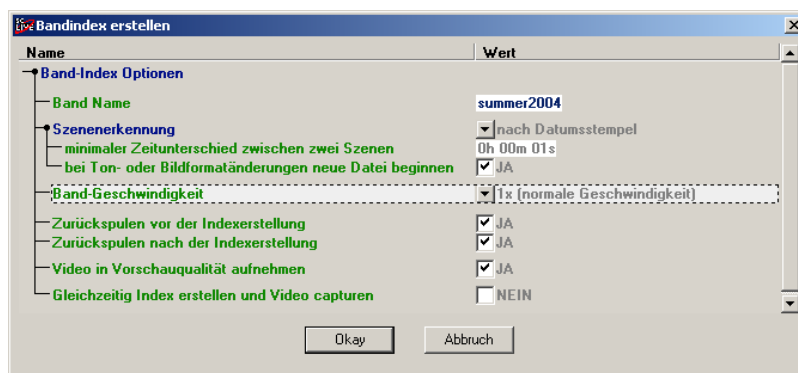 SC Live Bandindex erstellen
Name Wert
Band-Index Optionen
Band Name summer2004
Szenenerkennung nach Datumsstempel
minimaler Zeitunterschied zwischen zwei Szenen 0h 00m 01s
bei Ton- oder Bildformatänderungen neue Datei beginnen JA
Band-Geschwindigkeit 1x (normale Geschwindigkeit)
Zurückspulen vor der Indexerstellung JA
Zurückspulen nach der Indexerstellung JA
Video in Vorschauqualität aufnehmen JA
Gleichzeitig Index erstellen und Video capturen NEIN
Okay Abbruch